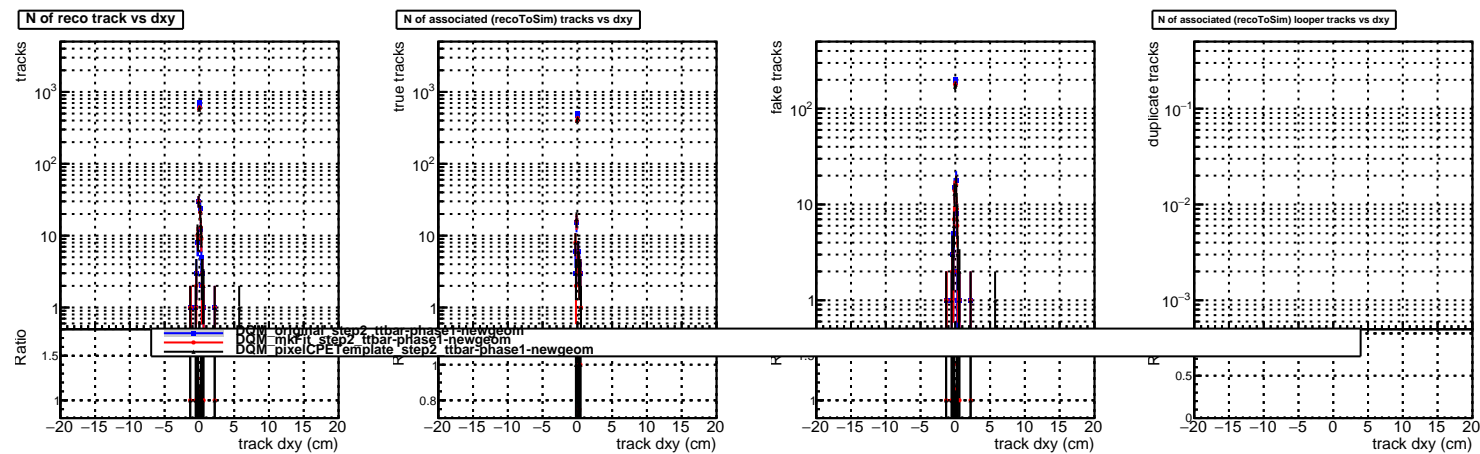 N of reco track vs dxy
N of associated (recoToSim) tracks vs dxy
N of associated (recoToSim) looper tracks vs dxy
tracks
10³
10²
10
1
Ratio
1.5
1
−20 −15 −10 −5 0 5 10 15 20
track dxy (cm)
true tracks
10³
10²
10
1
1
0.8
−20 −15 −10 −5 0 5 10 15 20
track dxy (cm)
fake tracks
10²
10
1
1
−20 −15 −10 −5 0 5 10 15 20
track dxy (cm)
duplicate tracks
10⁻¹
10⁻²
10⁻³
0.5
0
−20 −15 −10 −5 0 5 10 15 20
track dxy (cm)
DQM_original_step2_ttbar-phase1-newgeom
DQM_mkFit_step2_ttbar-phase1-newgeom
DQM_pixelCPETemplate_step2_ttbar-phase1-newgeom